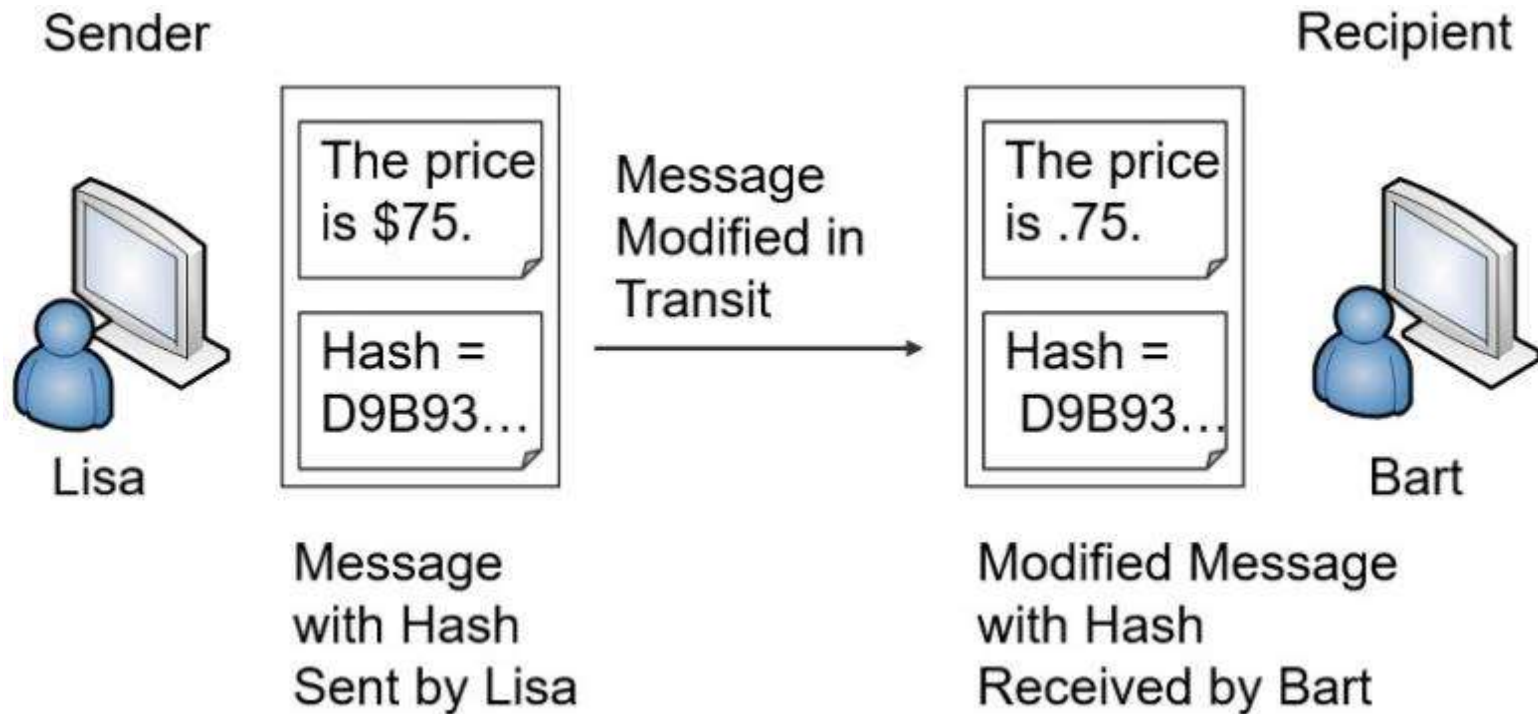 Sender
Recipient
The price
is $75.
Message
Modified in
Transit
The price
is .75.
Hash =
D9B93…
Hash =
D9B93…
Lisa
Bart
Message
with Hash
Sent by Lisa
Modified Message
with Hash
Received by Bart